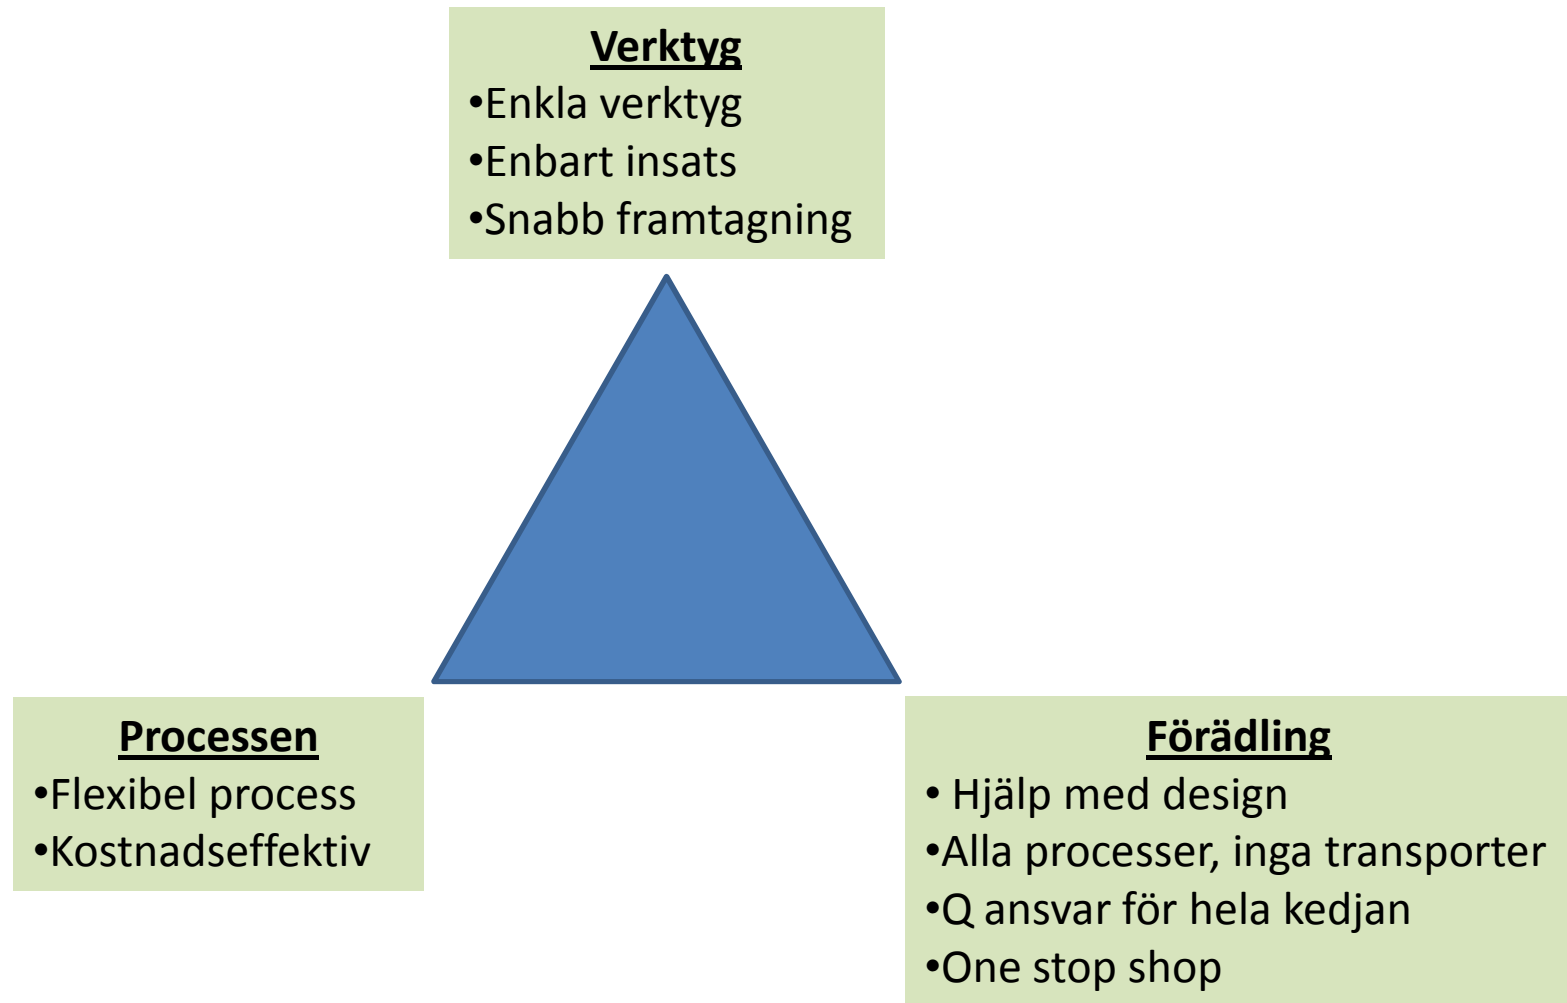 Verktyg
•Enkla verktyg
•Enbart insats
•Snabb framtagning
Processen
•Flexibel process
•Kostnadseffektiv
Förädling
• Hjälp med design
•Alla processer, inga transporter
•Q ansvar för hela kedjan
•One stop shop